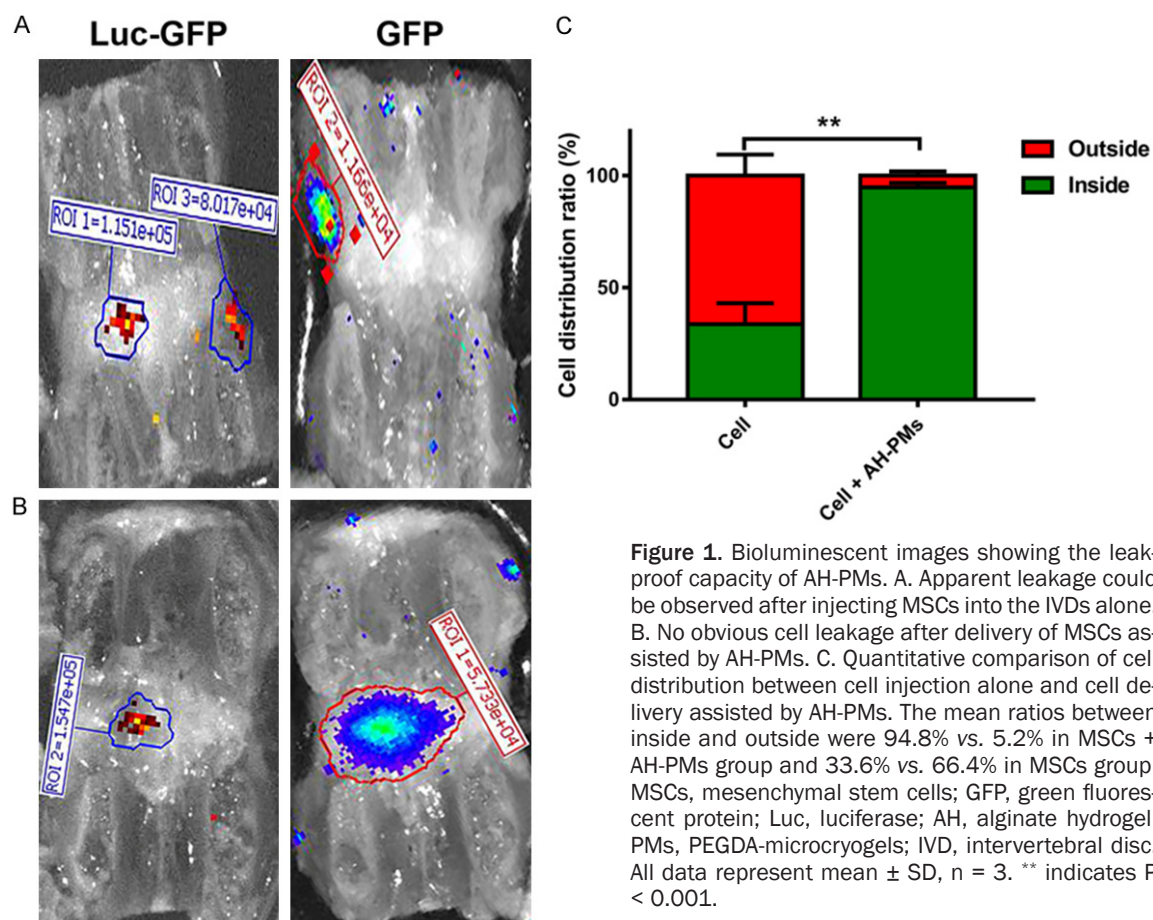 A
Luc-GFP
GFP
ROI 1=1.151e+05
ROI 3=8.017e+04
ROI 2=1.166e+04
B
ROI 2=1.547e+05
ROI 1=5.733e+04
C
**
Cell distribution ratio (%)
100
50
0
Cell
Cell + AH-PMs
Outside
Inside
Figure 1. Bioluminescent images showing the leak-
proof capacity of AH-PMs. A. Apparent leakage could
be observed after injecting MSCs into the IVDs alone.
B. No obvious cell leakage after delivery of MSCs as-
sisted by AH-PMs. C. Quantitative comparison of cell
distribution between cell injection alone and cell de-
livery assisted by AH-PMs. The mean ratios between
inside and outside were 94.8% vs. 5.2% in MSCs +
AH-PMs group and 33.6% vs. 66.4% in MSCs group.
MSCs, mesenchymal stem cells; GFP, green fluores-
cent protein; Luc, luciferase; AH, alginate hydrogel;
PMs, PEGDA-microcryogels; IVD, intervertebral disc.
All data represent mean ± SD, n = 3. ** indicates P
< 0.001.